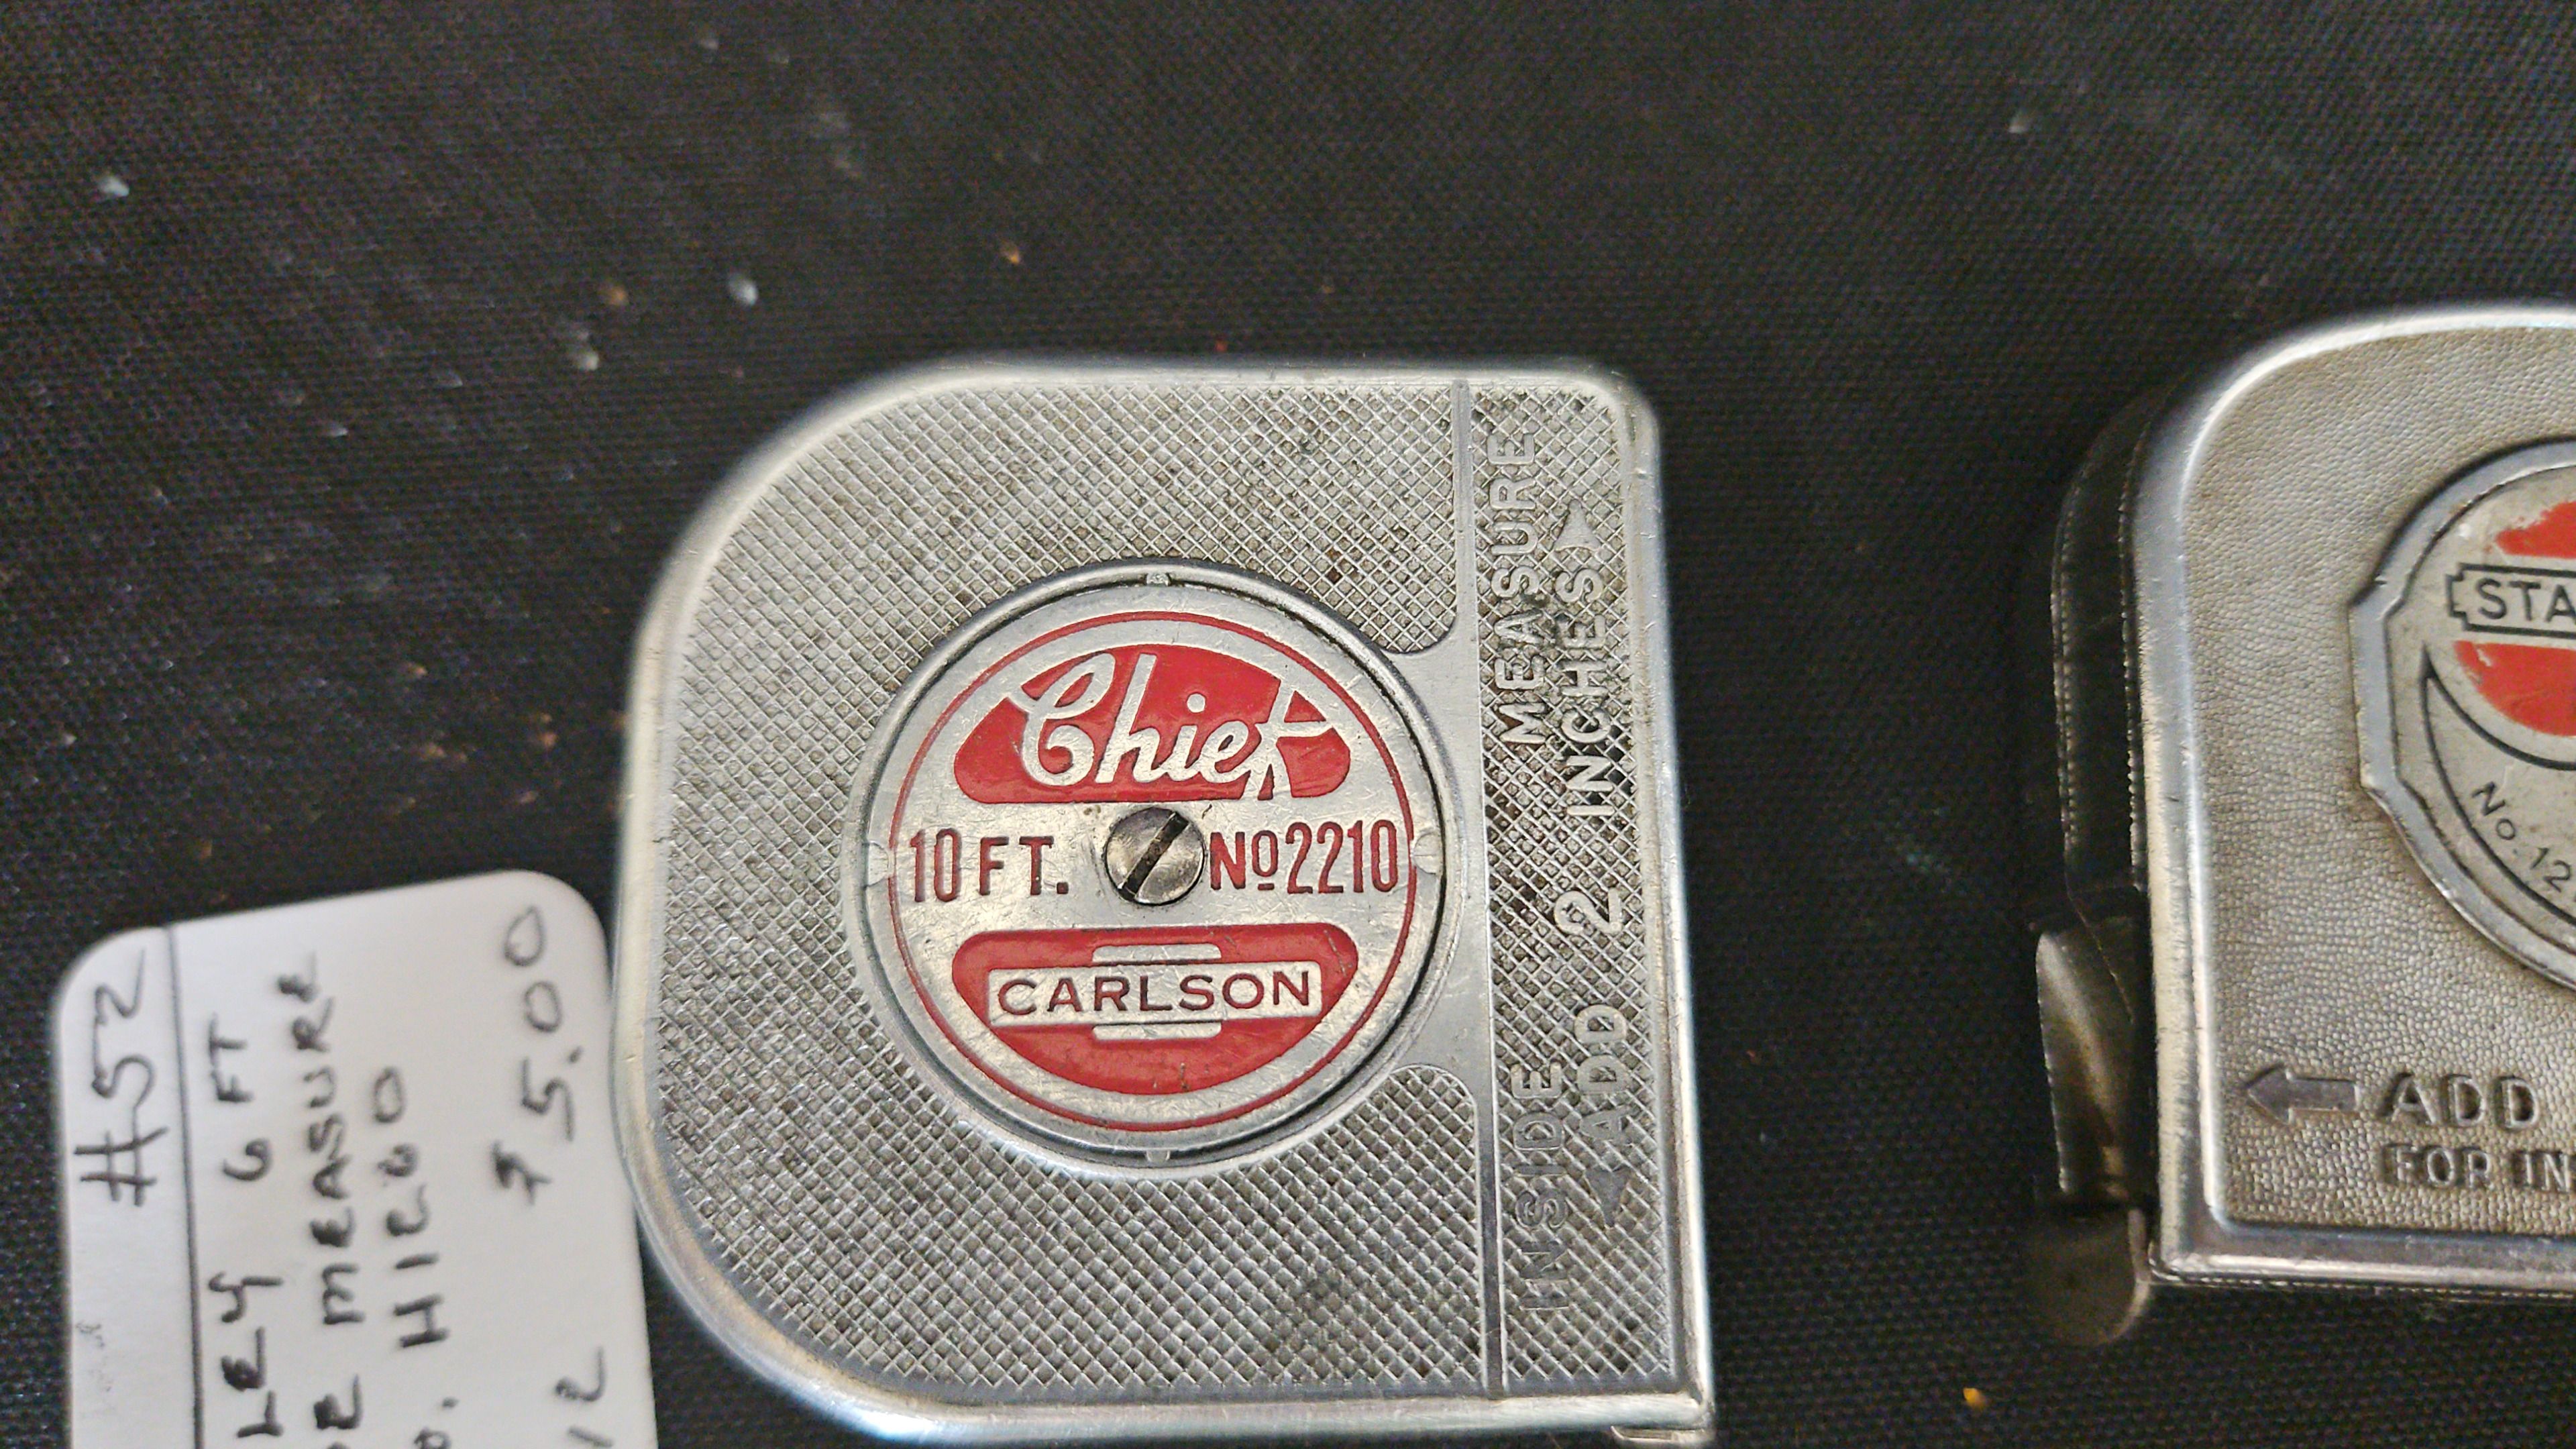 Chief
10 FT. No 2210
CARLSON
INSIDE MEASURE
ADD 2 INCHES
#52
LEY 6 FT
MEASURE
H1260
$5.00
STA
No. 12
ADD
FOR IN